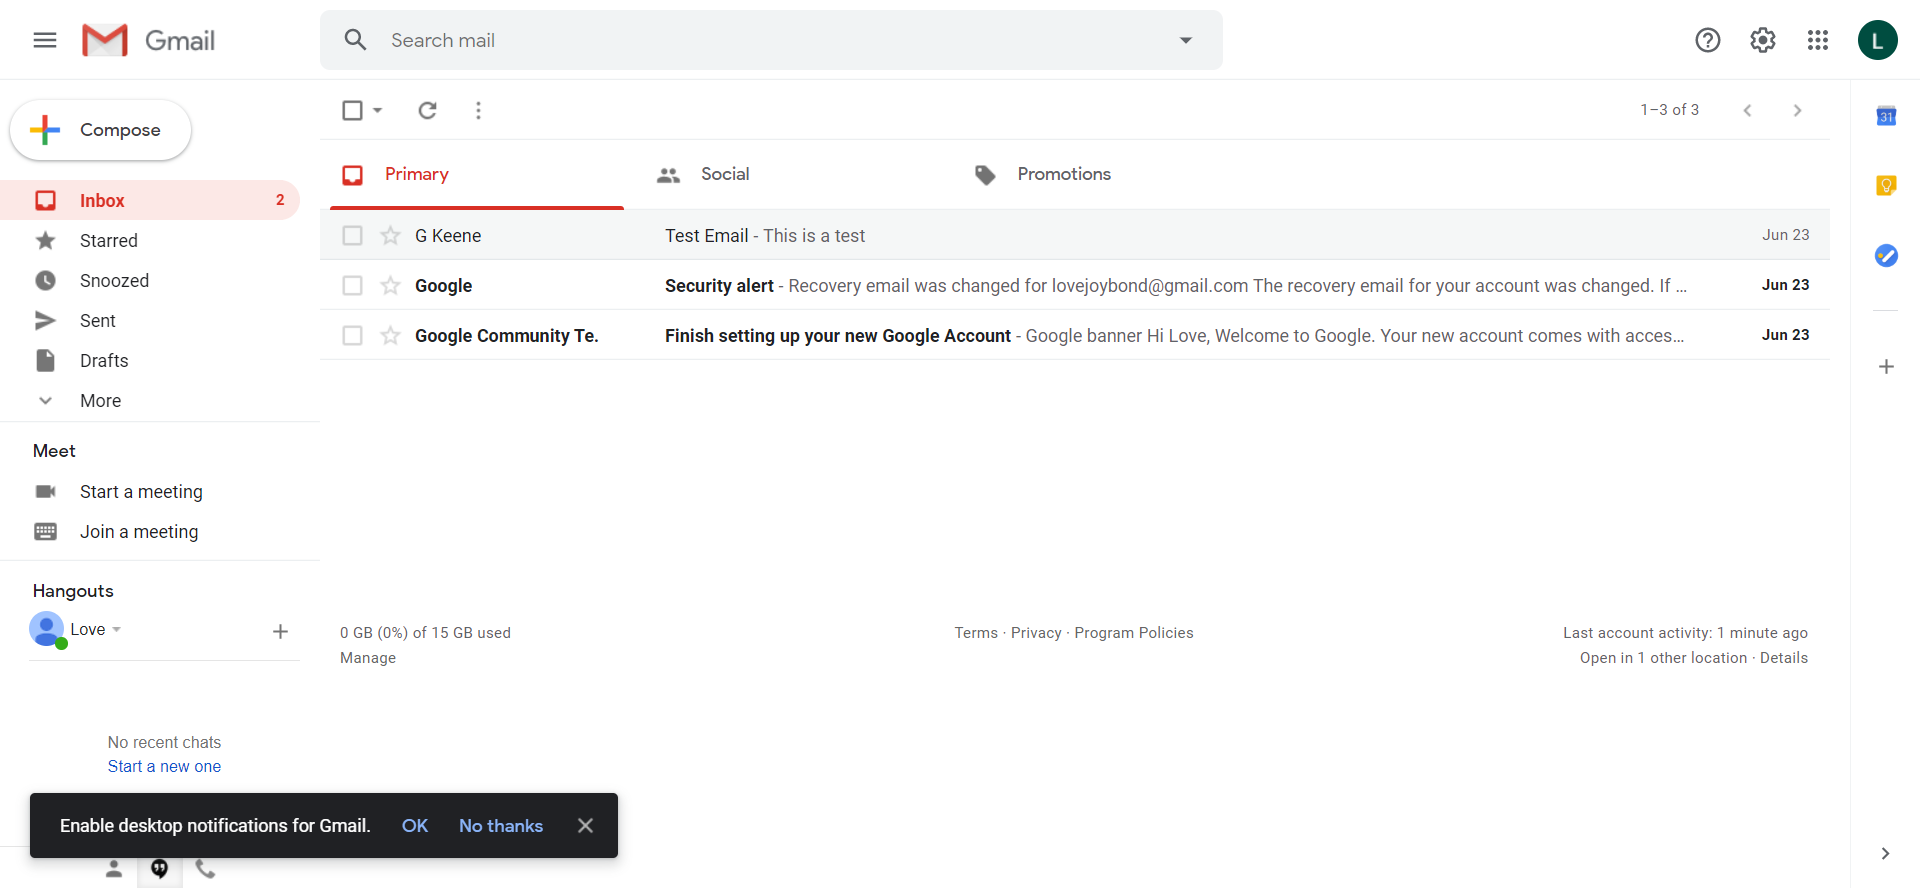 Gmail
Search mail
L
Compose
1–3 of 3
31
Primary
Social
Promotions
Inbox 2
Starred
Snoozed
Sent
Drafts
More
G Keene Test Email - This is a test Jun 23
Google Security alert - Recovery email was changed for lovejoybond@gmail.com The recovery email for your account was changed. If ... Jun 23
Google Community Te. Finish setting up your new Google Account - Google banner Hi Love, Welcome to Google. Your new account comes with acces... Jun 23
Meet
Start a meeting
Join a meeting
Hangouts
Love
0 GB (0%) of 15 GB used
Manage
Terms · Privacy · Program Policies
Last account activity: 1 minute ago
Open in 1 other location · Details
No recent chats
Start a new one
Enable desktop notifications for Gmail. OK No thanks